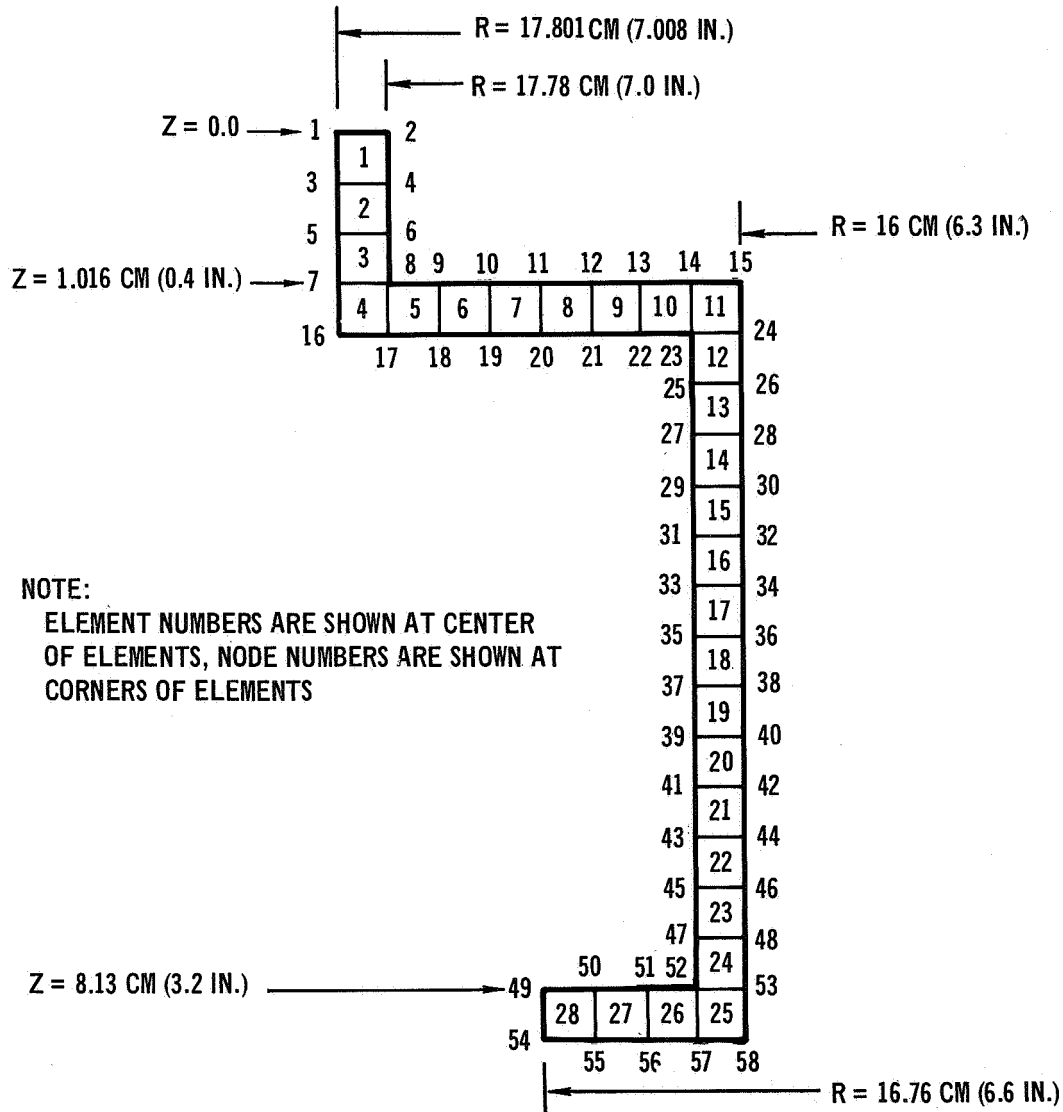 R = 17.801 CM (7.008 IN.)
R = 17.78 CM (7.0 IN.)
Z = 0.0
1 2
1
3 4
2
5 6
R = 16 CM (6.3 IN.)
3
Z = 1.016 CM (0.4 IN.)
7 8 9 10 11 12 13 14 15
4 5 6 7 8 9 10 11
16 17 18 19 20 21 22 23 24
12
25 26
13
27 28
14
29 30
15
31 32
16
33 34
17
35 36
18
37 38
19
39 40
20
41 42
21
43 44
22
45 46
23
47 48
24
NOTE:
ELEMENT NUMBERS ARE SHOWN AT CENTER
OF ELEMENTS, NODE NUMBERS ARE SHOWN AT
CORNERS OF ELEMENTS
Z = 8.13 CM (3.2 IN.)
49 50 51 52 53
28 27 26 25
54 55 56 57 58
R = 16.76 CM (6.6 IN.)